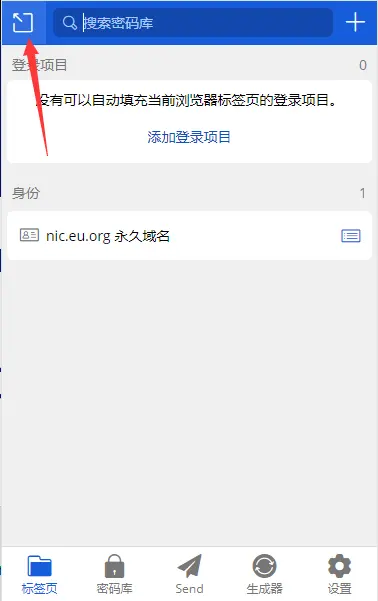 搜索密码库
登录项目 0
没有可以自动填充当前浏览器标签页的登录项目。
添加登录项目
身份 1
nic.eu.org 永久域名
标签页 密码库 Send 生成器 设置